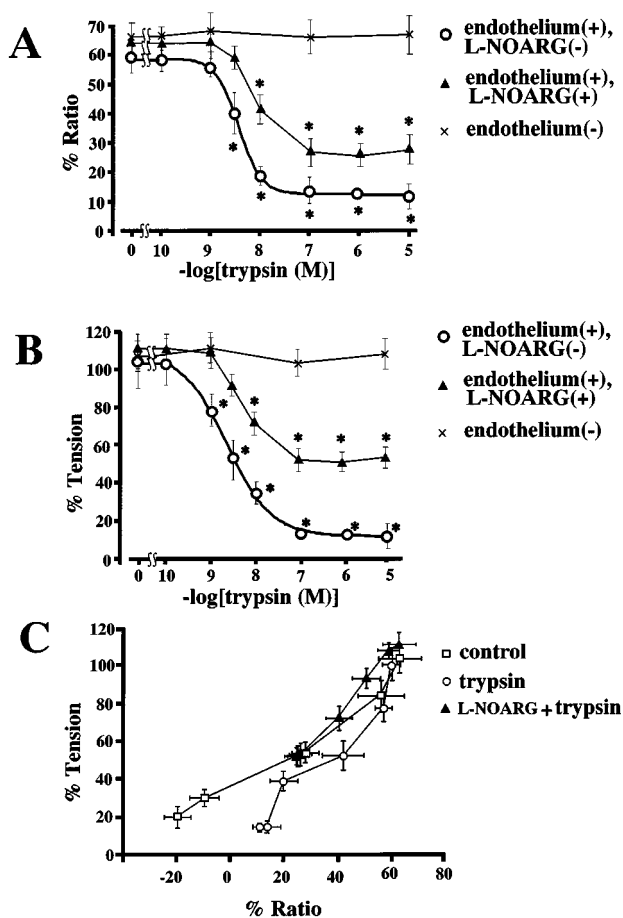 A
% Ratio
70
60
50
40
30
20
10
0
* * * *
* * * * *
0 10 9 8 7 6 5
-log[trypsin (M)]
endothelium(+),
L-NOARG(-)
endothelium(+),
L-NOARG(+)
endothelium(-)
B
% Tension
120
100
80
60
40
20
0
* * * *
* * * * * *
0 10 9 8 7 6 5
-log[trypsin (M)]
endothelium(+),
L-NOARG(-)
endothelium(+),
L-NOARG(+)
endothelium(-)
C
% Tension
120
100
80
60
40
20
0
-20 0 20 40 60 80
% Ratio
control
trypsin
L-NOARG + trypsin